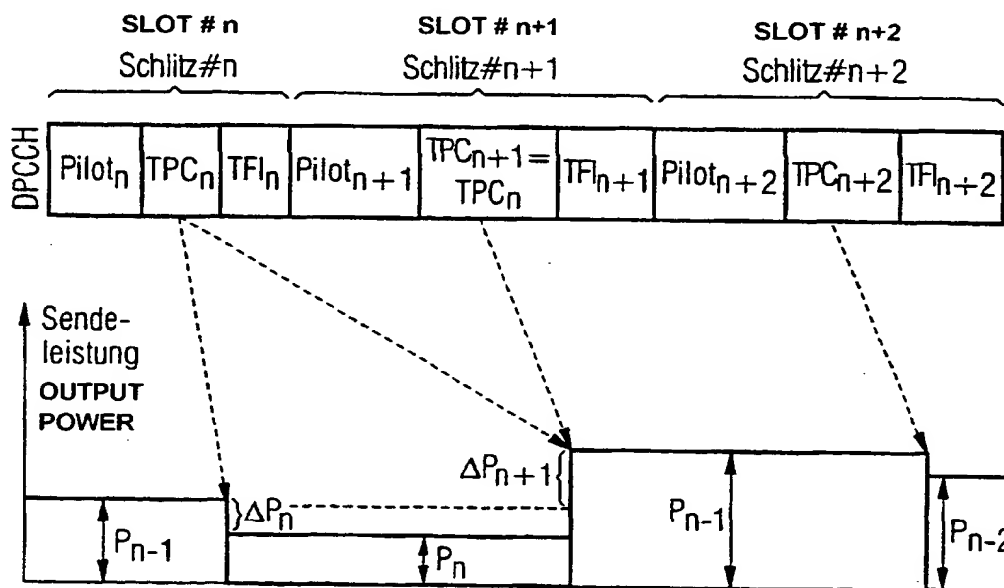 SLOT # n
Schlitz#n
SLOT # n+1
Schlitz#n+1
SLOT # n+2
Schlitz#n+2
DPCCH
Pilotn
TPCn
TFIn
Pilotn+1
TPCn+1=
TPCn
TFIn+1
Pilotn+2
TPCn+2
TFIn+2
Sende-
leistung
OUTPUT
POWER
ΔPn+1
ΔPn
Pn-1
Pn
Pn-1
Pn-2